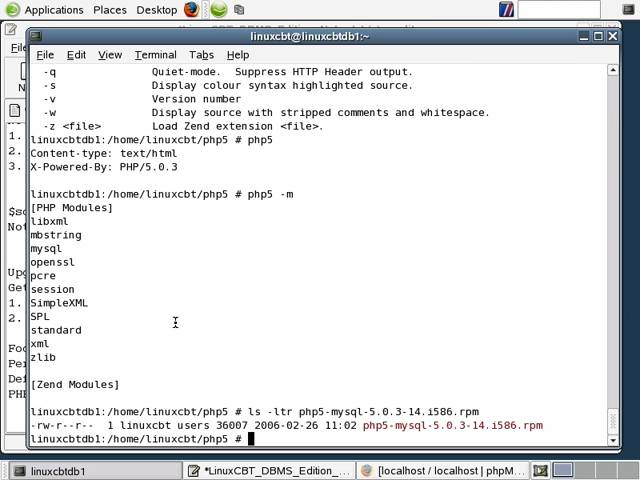 Applications Places Desktop
linuxcbt@linuxcbtdb1:~
File Edit View Terminal Tabs Help
-q Quiet-mode. Suppress HTTP Header output.
-s Display colour syntax highlighted source.
-v Version number
-w Display source with stripped comments and whitespace.
-z <file> Load Zend extension <file>.
linuxcbtdb1:/home/linuxcbt/php5 # php5
Content-type: text/html
X-Powered-By: PHP/5.0.3
linuxcbtdb1:/home/linuxcbt/php5 # php5 -m
[PHP Modules]
libxml
mbstring
mysql
openssl
pcre
session
SimpleXML
SPL
standard
xml
zlib
[Zend Modules]
linuxcbtdb1:/home/linuxcbt/php5 # ls -ltr php5-mysql-5.0.3-14.i586.rpm
-rw-r--r-- 1 linuxcbt users 36007 2006-02-26 11:02 php5-mysql-5.0.3-14.i586.rpm
linuxcbtdb1:/home/linuxcbt/php5 #
1.
2.
3.
1.
2.
linuxcbtdb1
*LinuxCBT_DBMS_Edition_...
[localhost / localhost | phpM...